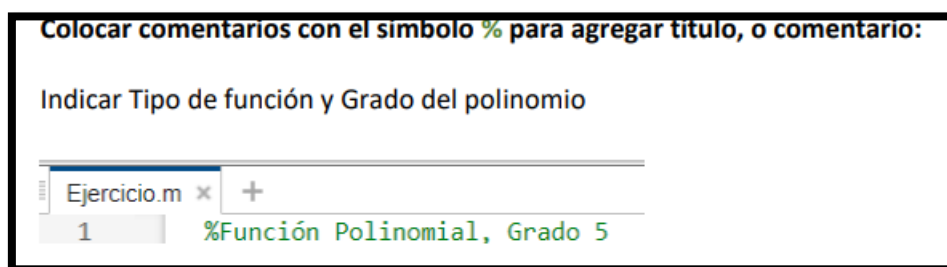 Colocar comentarios con el símbolo % para agregar título, o comentario:
Indicar Tipo de función y Grado del polinomio
Ejercicio.m × +
1 %Función Polinomial, Grado 5